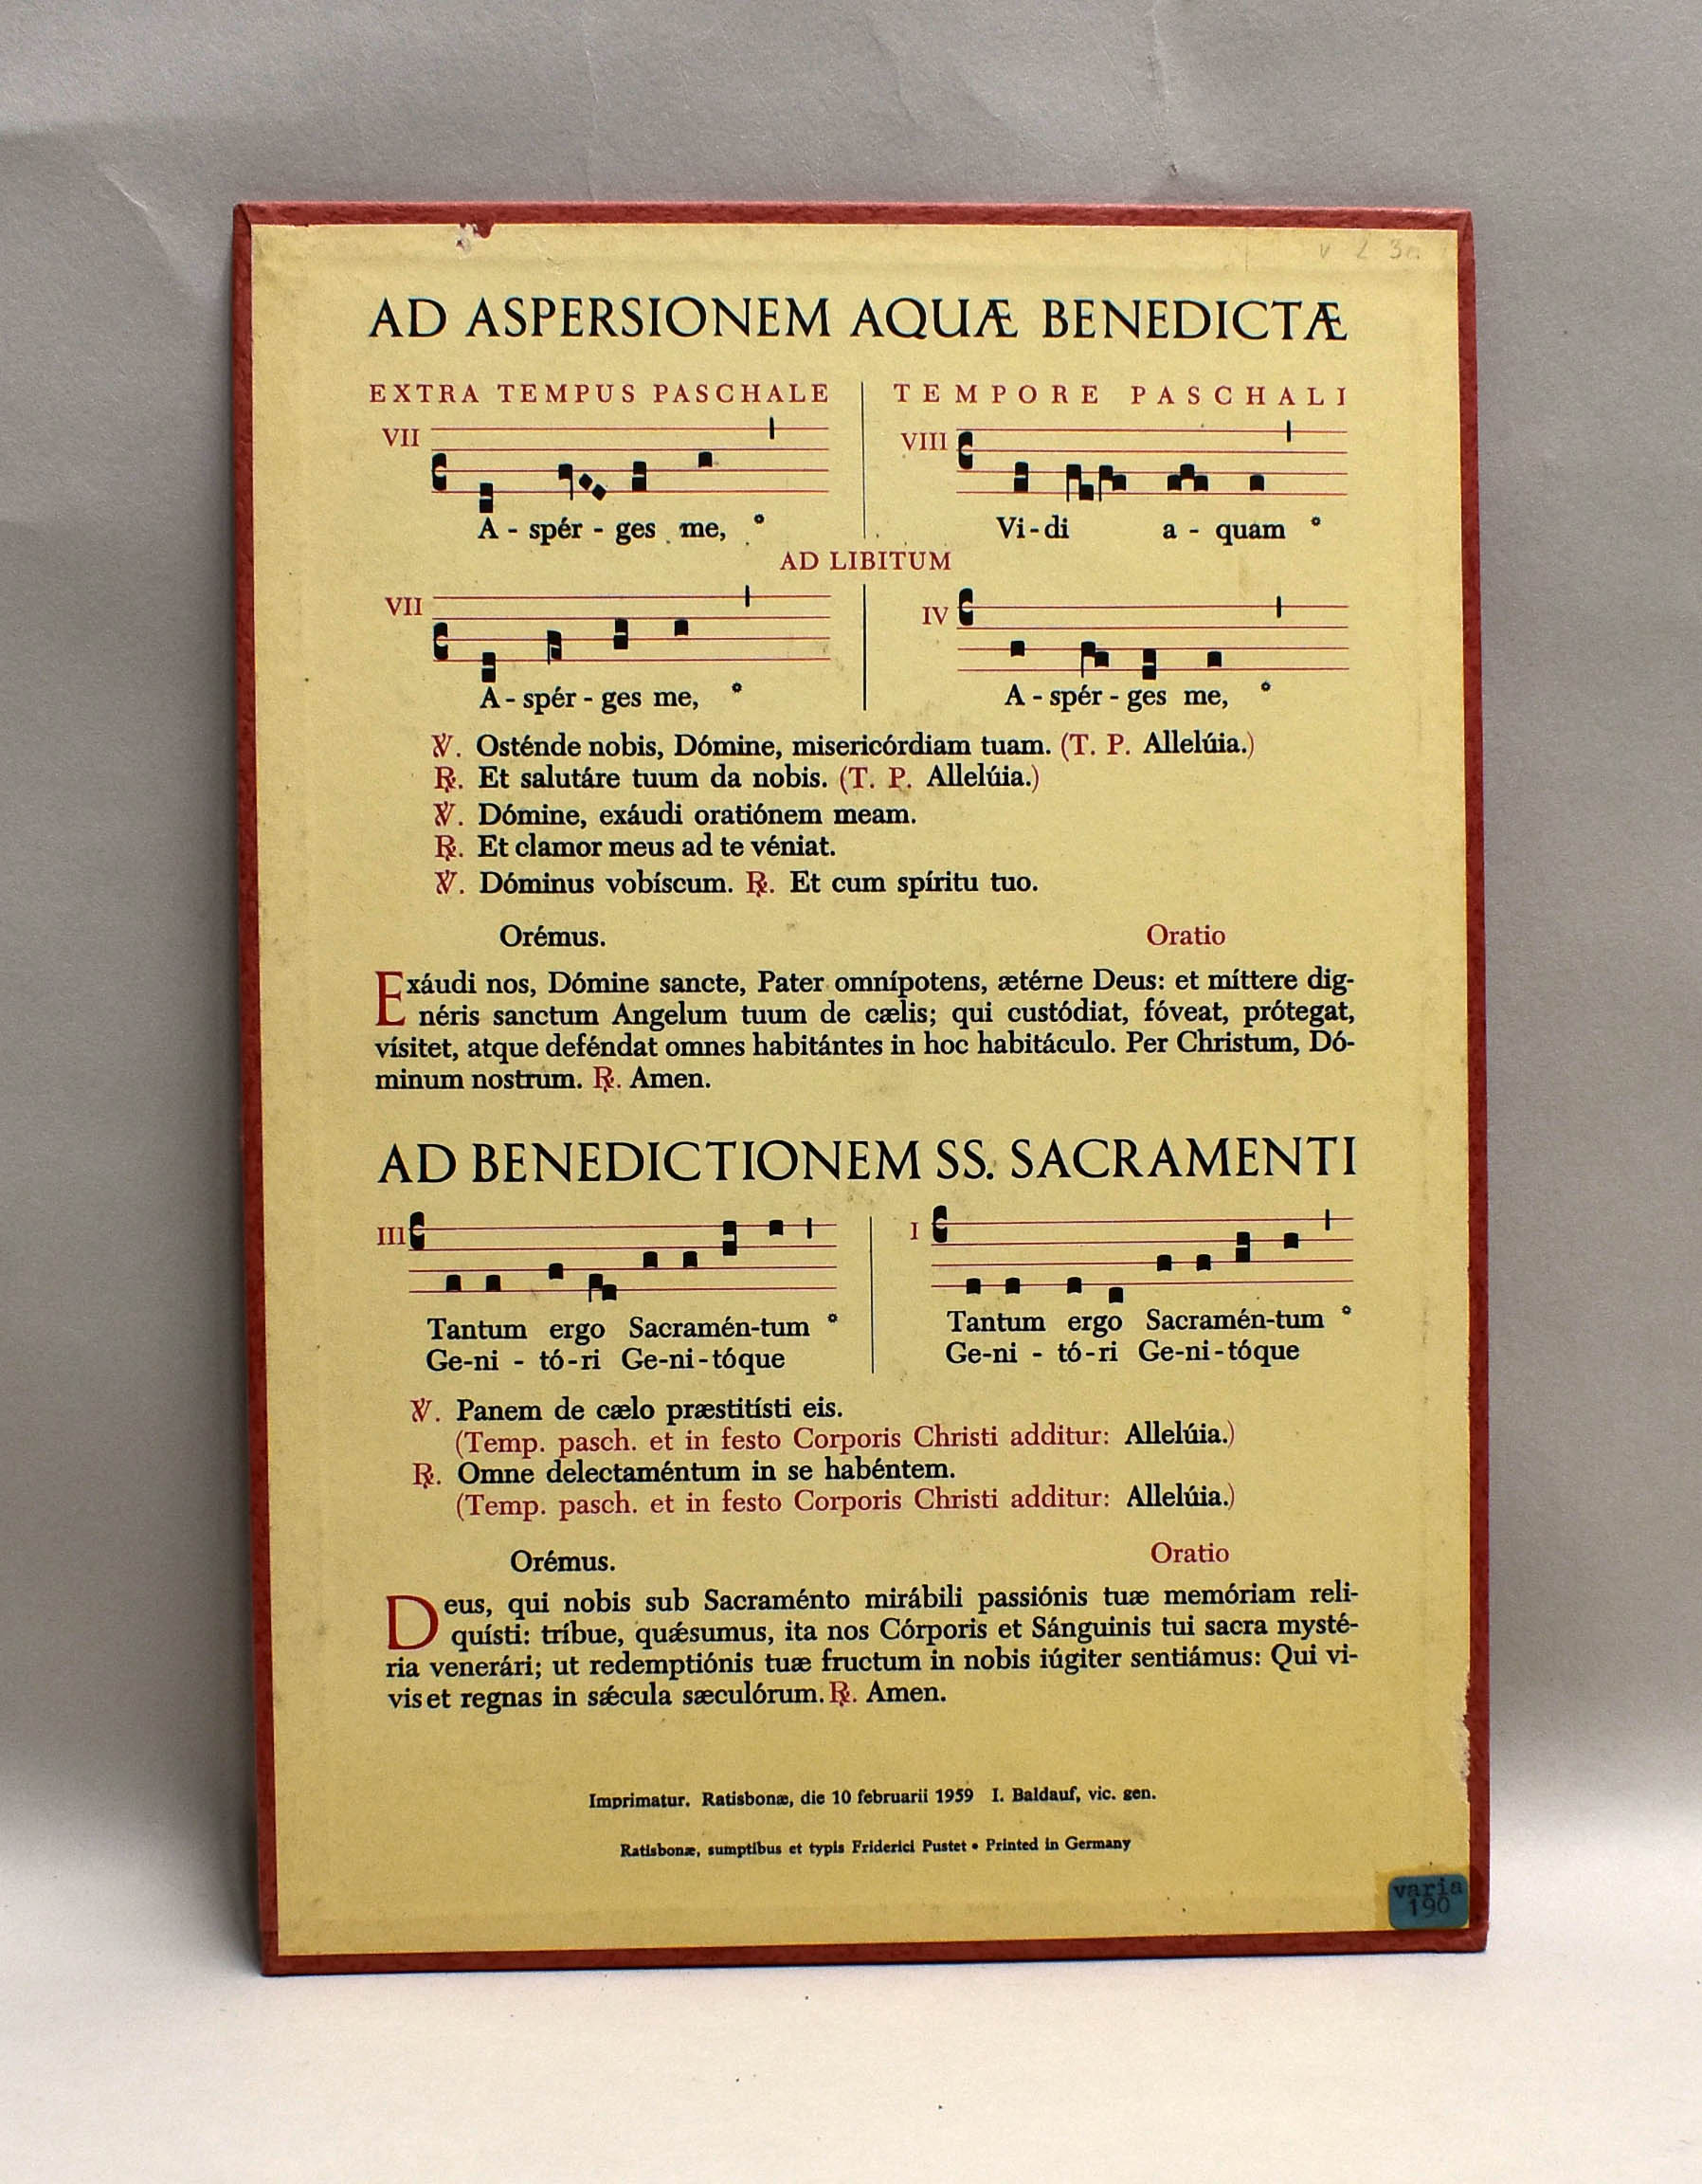 AD ASPERSIONEM AQUÆ BENEDICTÆ
EXTRA TEMPUS PASCHALE
VII
A - spér - ges me, *
TEMPORE PASCHALI
VIII
Vi - di a - quam *
AD LIBITUM
VII
A - spér - ges me, *
IV
A - spér - ges me, *
℣. Osténde nobis, Dómine, misericórdiam tuam. (T. P. Allelúia.)
℟. Et salutáre tuum da nobis. (T. P. Allelúia.)
℣. Dómine, exáudi oratiónem meam.
℟. Et clamor meus ad te véniat.
℣. Dóminus vobíscum. ℟. Et cum spíritu tuo.
Orémus. Oratio
Exáudi nos, Dómine sancte, Pater omnípotens, ætérne Deus: et míttere dig-
néris sanctum Angelum tuum de cælis; qui custódiat, fóveat, prótegat,
vísitet, atque deféndat omnes habitántes in hoc habitáculo. Per Christum, Dó-
minum nostrum. ℟. Amen.
AD BENEDICTIONEM SS. SACRAMENTI
III
Tantum ergo Sacramén-tum *
Ge-ni - tó-ri Ge-ni-tóque
I
Tantum ergo Sacramén-tum *
Ge-ni - tó-ri Ge-ni-tóque
℣. Panem de cælo præstitísti eis.
(Temp. pasch. et in festo Corporis Christi additur: Allelúia.)
℟. Omne delectaméntum in se habéntem.
(Temp. pasch. et in festo Corporis Christi additur: Allelúia.)
Orémus. Oratio
Deus, qui nobis sub Sacraménto mirábili passiónis tuæ memóriam reli-
quísti: tríbue, quǽsumus, ita nos Córporis et Sánguinis tui sacra mysté-
ria venerári; ut redemptiónis tuæ fructum in nobis iúgiter sentiámus: Qui vi-
vis et regnas in sǽcula sæculórum. ℟. Amen.
Imprimatur. Ratisbonæ, die 10 februarii 1959 I. Baldauf, vic. gen.
Ratisbonæ, sumptibus et typis Friderici Pustet • Printed in Germany
varia
190